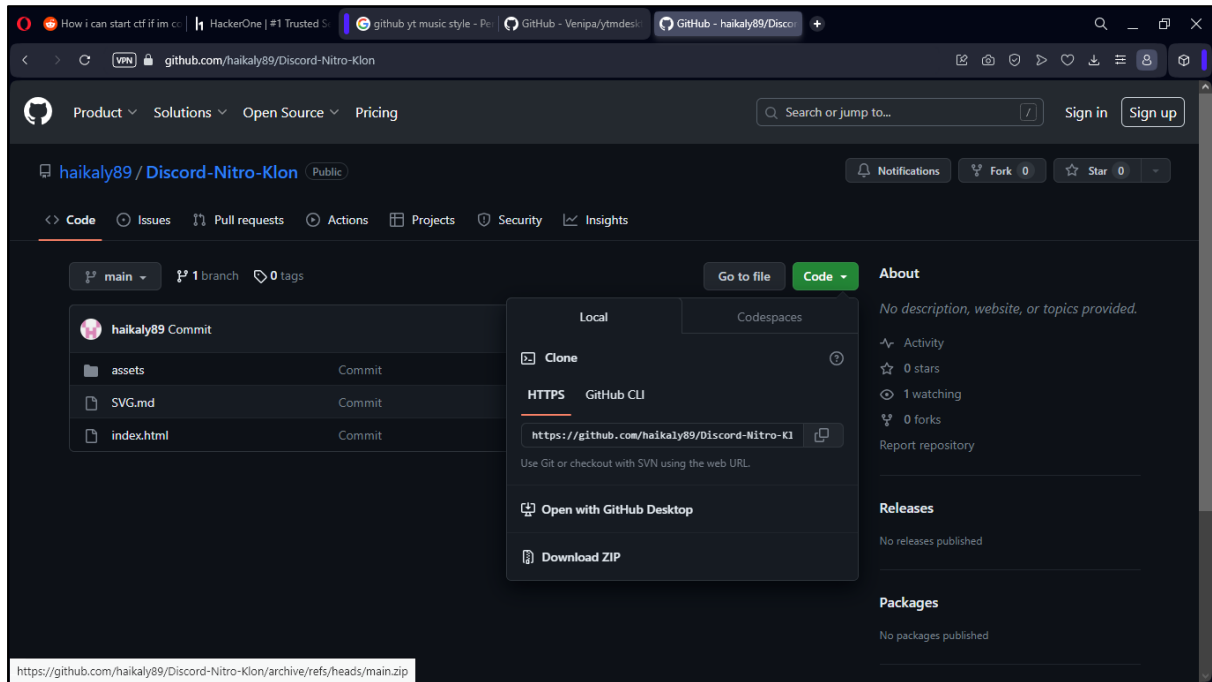 How i can start ctf if im co
HackerOne | #1 Trusted S
github yt music style - Pe
GitHub - Venipa/ytmdesk
GitHub - haikaly89/Discor
VPN github.com/haikaly89/Discord-Nitro-Klon
Product Solutions Open Source Pricing
Search or jump to... /
Sign in Sign up
haikaly89 / Discord-Nitro-Klon Public
Notifications Fork 0 Star 0
Code Issues Pull requests Actions Projects Security Insights
main 1 branch 0 tags
Go to file Code
haikaly89 Commit
assets Commit
SVG.md Commit
index.html Commit
Local Codespaces
Clone
HTTPS GitHub CLI
https://github.com/haikaly89/Discord-Nitro-Kl
Use Git or checkout with SVN using the web URL.
Open with GitHub Desktop
Download ZIP
About
No description, website, or topics provided.
Activity
0 stars
1 watching
0 forks
Report repository
Releases
No releases published
Packages
No packages published
https://github.com/haikaly89/Discord-Nitro-Klon/archive/refs/heads/main.zip